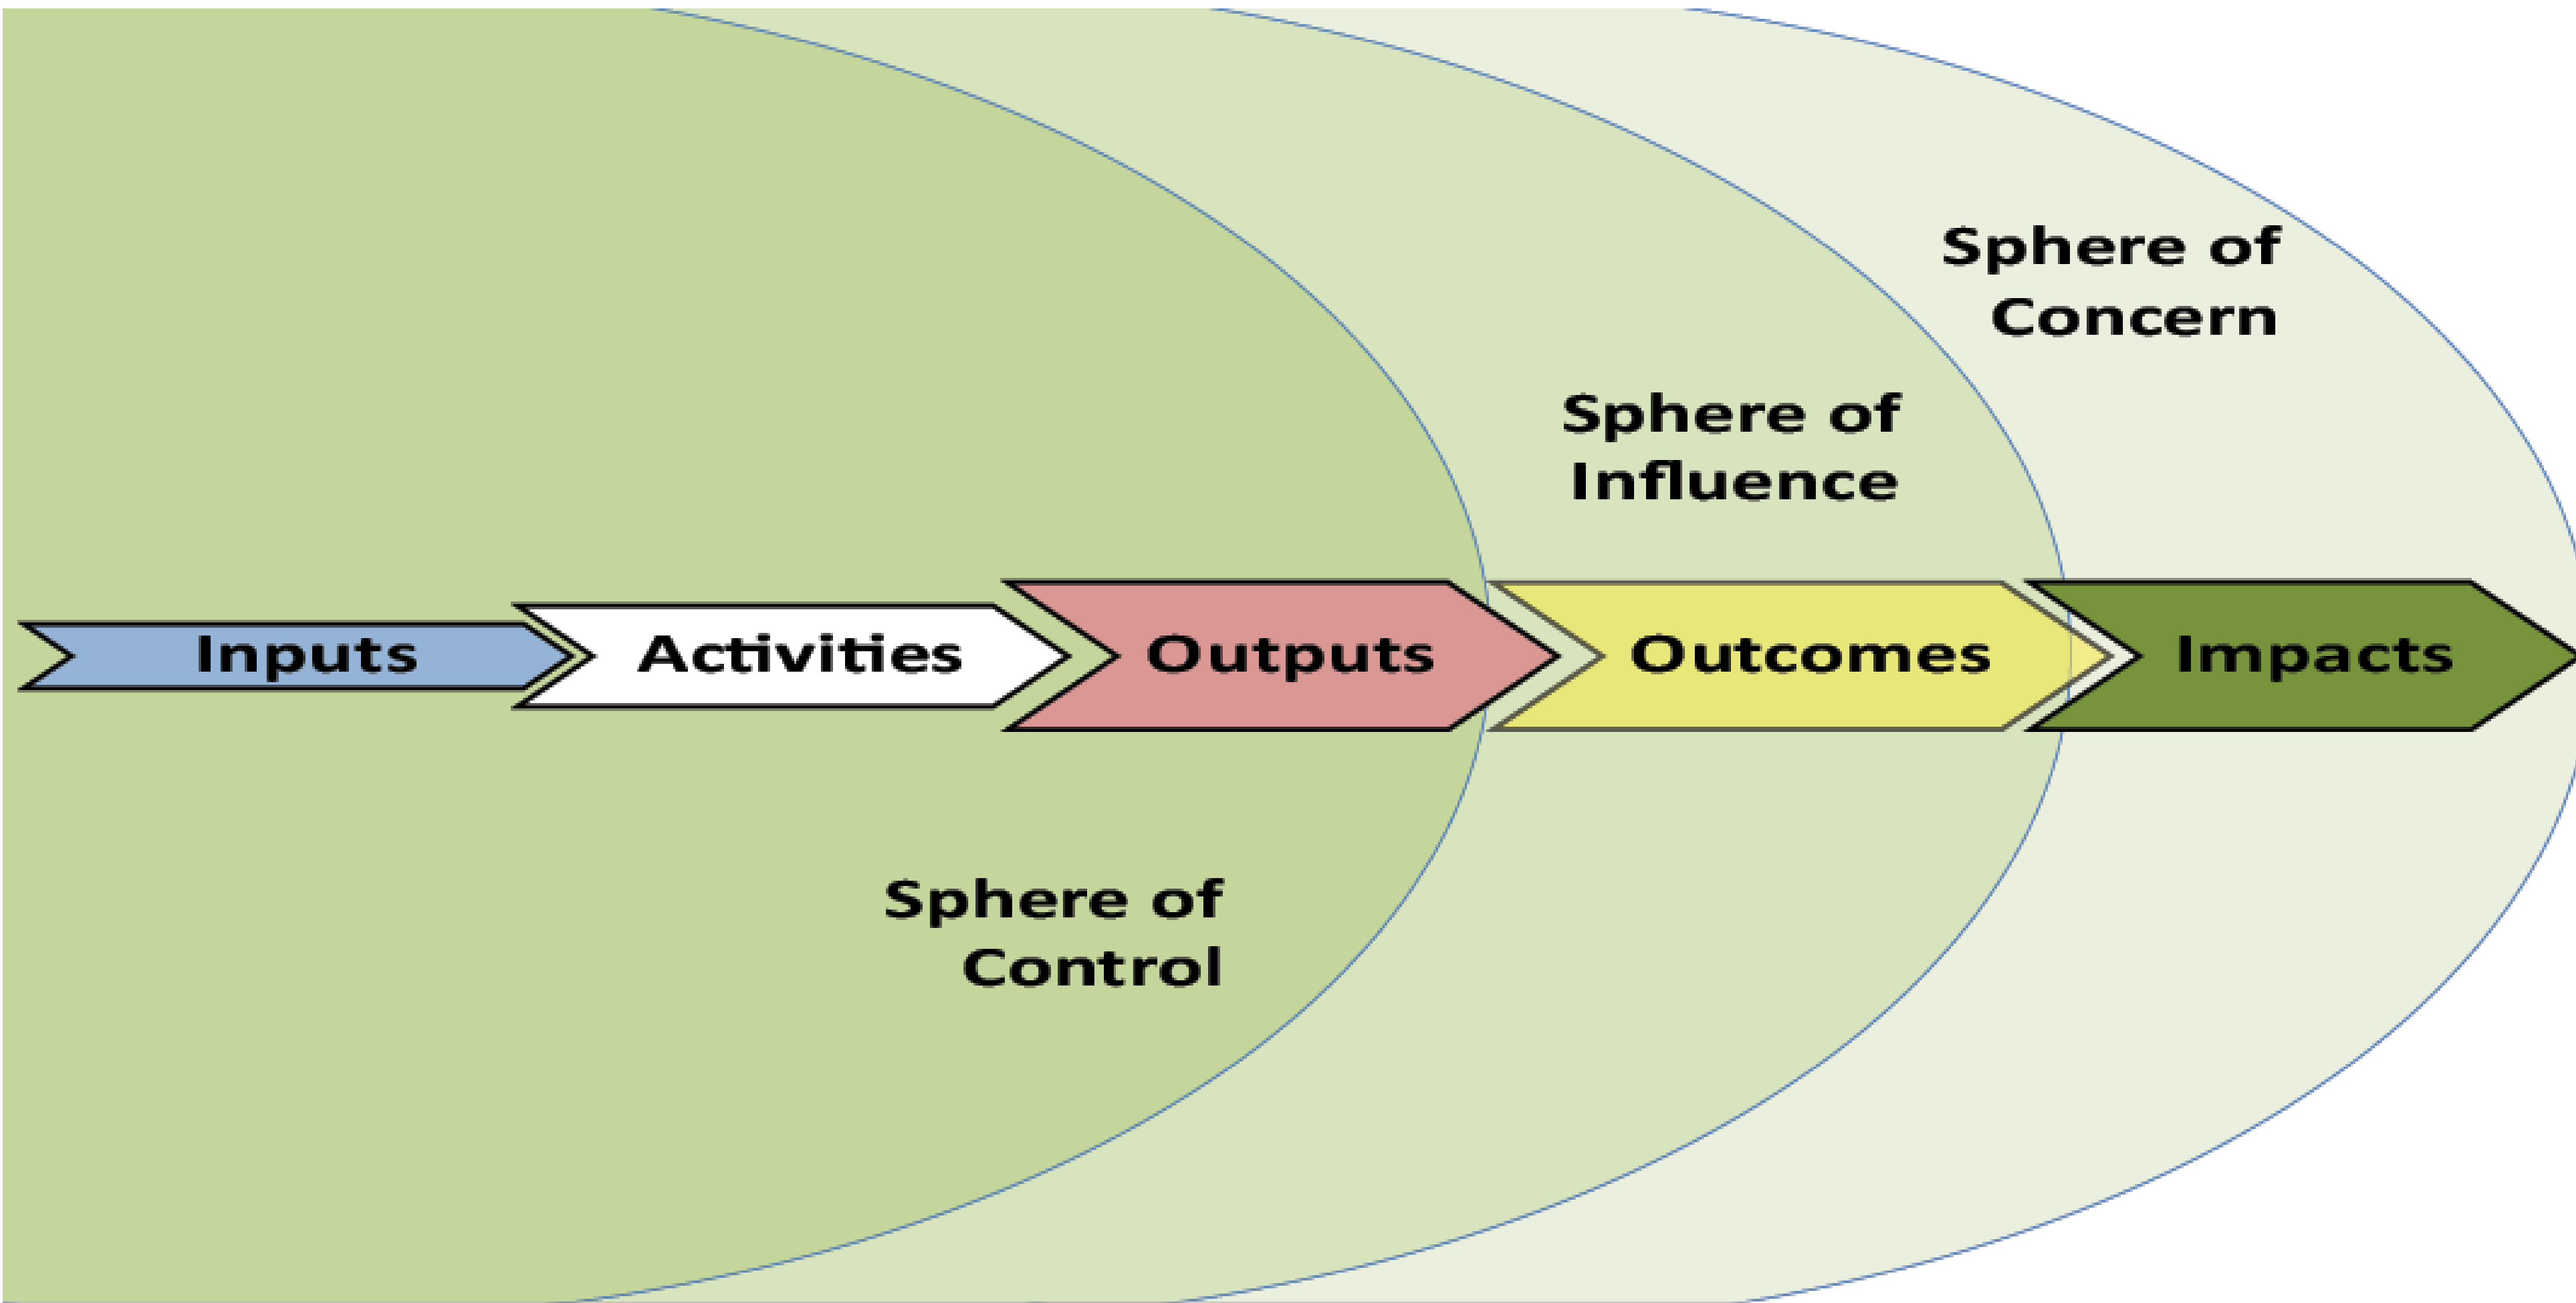 Sphere of
Concern
Sphere of
Influence
Inputs
Activities
Outputs
Outcomes
Impacts
Sphere of
Control